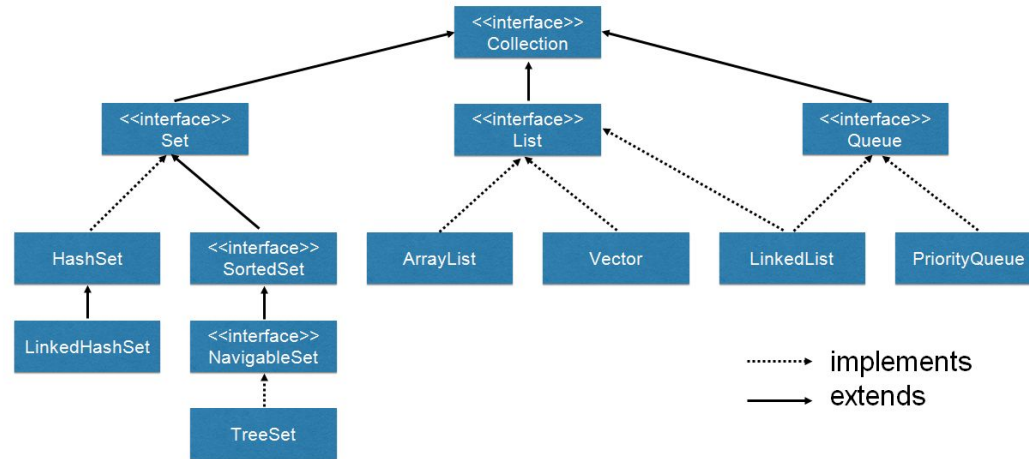 <<interface>>
Collection
<<interface>>
Set
<<interface>>
List
<<interface>>
Queue
HashSet
<<interface>>
SortedSet
ArrayList
Vector
LinkedList
PriorityQueue
LinkedHashSet
<<interface>>
NavigableSet
TreeSet
implements
extends